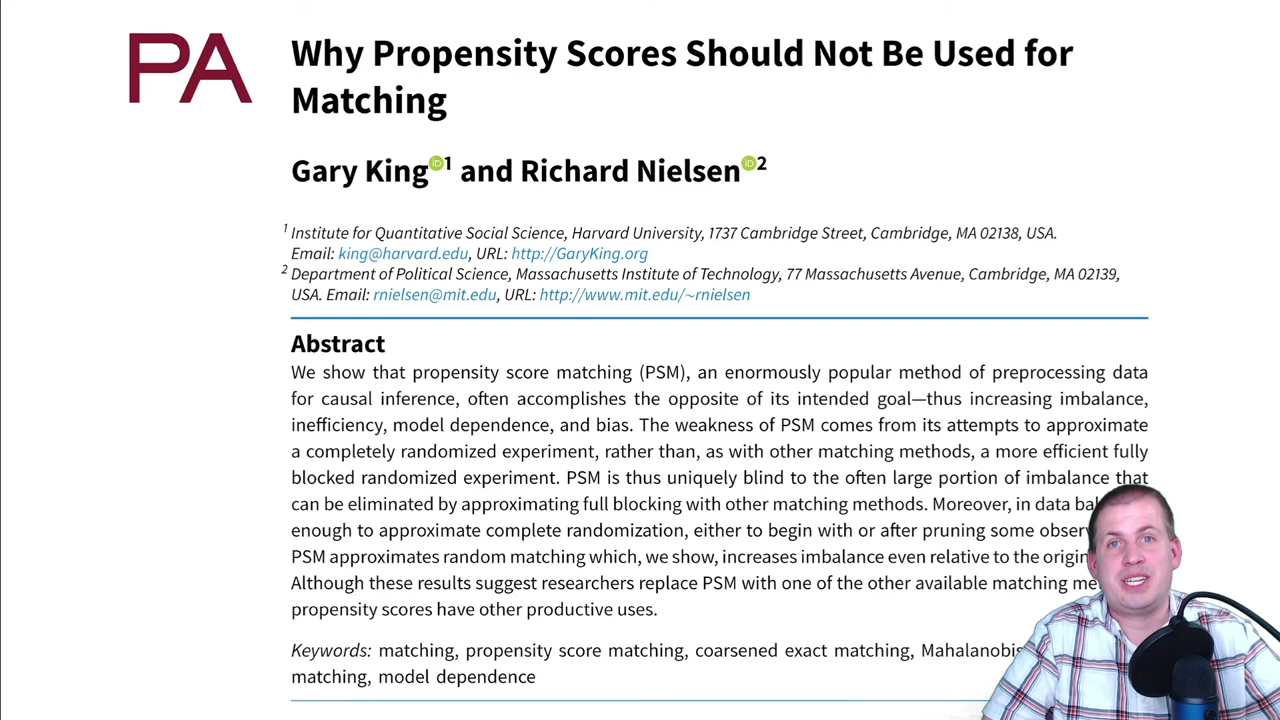 PA
Why Propensity Scores Should Not Be Used for
Matching
Gary King iD 1 and Richard Nielsen iD 2
1 Institute for Quantitative Social Science, Harvard University, 1737 Cambridge Street, Cambridge, MA 02138, USA.
Email: king@harvard.edu, URL: http://GaryKing.org
2 Department of Political Science, Massachusetts Institute of Technology, 77 Massachusetts Avenue, Cambridge, MA 02139,
USA. Email: rnielsen@mit.edu, URL: http://www.mit.edu/~rnielsen
Abstract
We show that propensity score matching (PSM), an enormously popular method of preprocessing data
for causal inference, often accomplishes the opposite of its intended goal—thus increasing imbalance,
inefficiency, model dependence, and bias. The weakness of PSM comes from its attempts to approximate
a completely randomized experiment, rather than, as with other matching methods, a more efficient fully
blocked randomized experiment. PSM is thus uniquely blind to the often large portion of imbalance that
can be eliminated by approximating full blocking with other matching methods. Moreover, in data
enough to approximate complete randomization, either to begin with or after pruning some
PSM approximates random matching which, we show, increases imbalance even relative to the
Although these results suggest researchers replace PSM with one of the other available matching
propensity scores have other productive uses.
Keywords: matching, propensity score matching, coarsened exact matching,
matching, model dependence